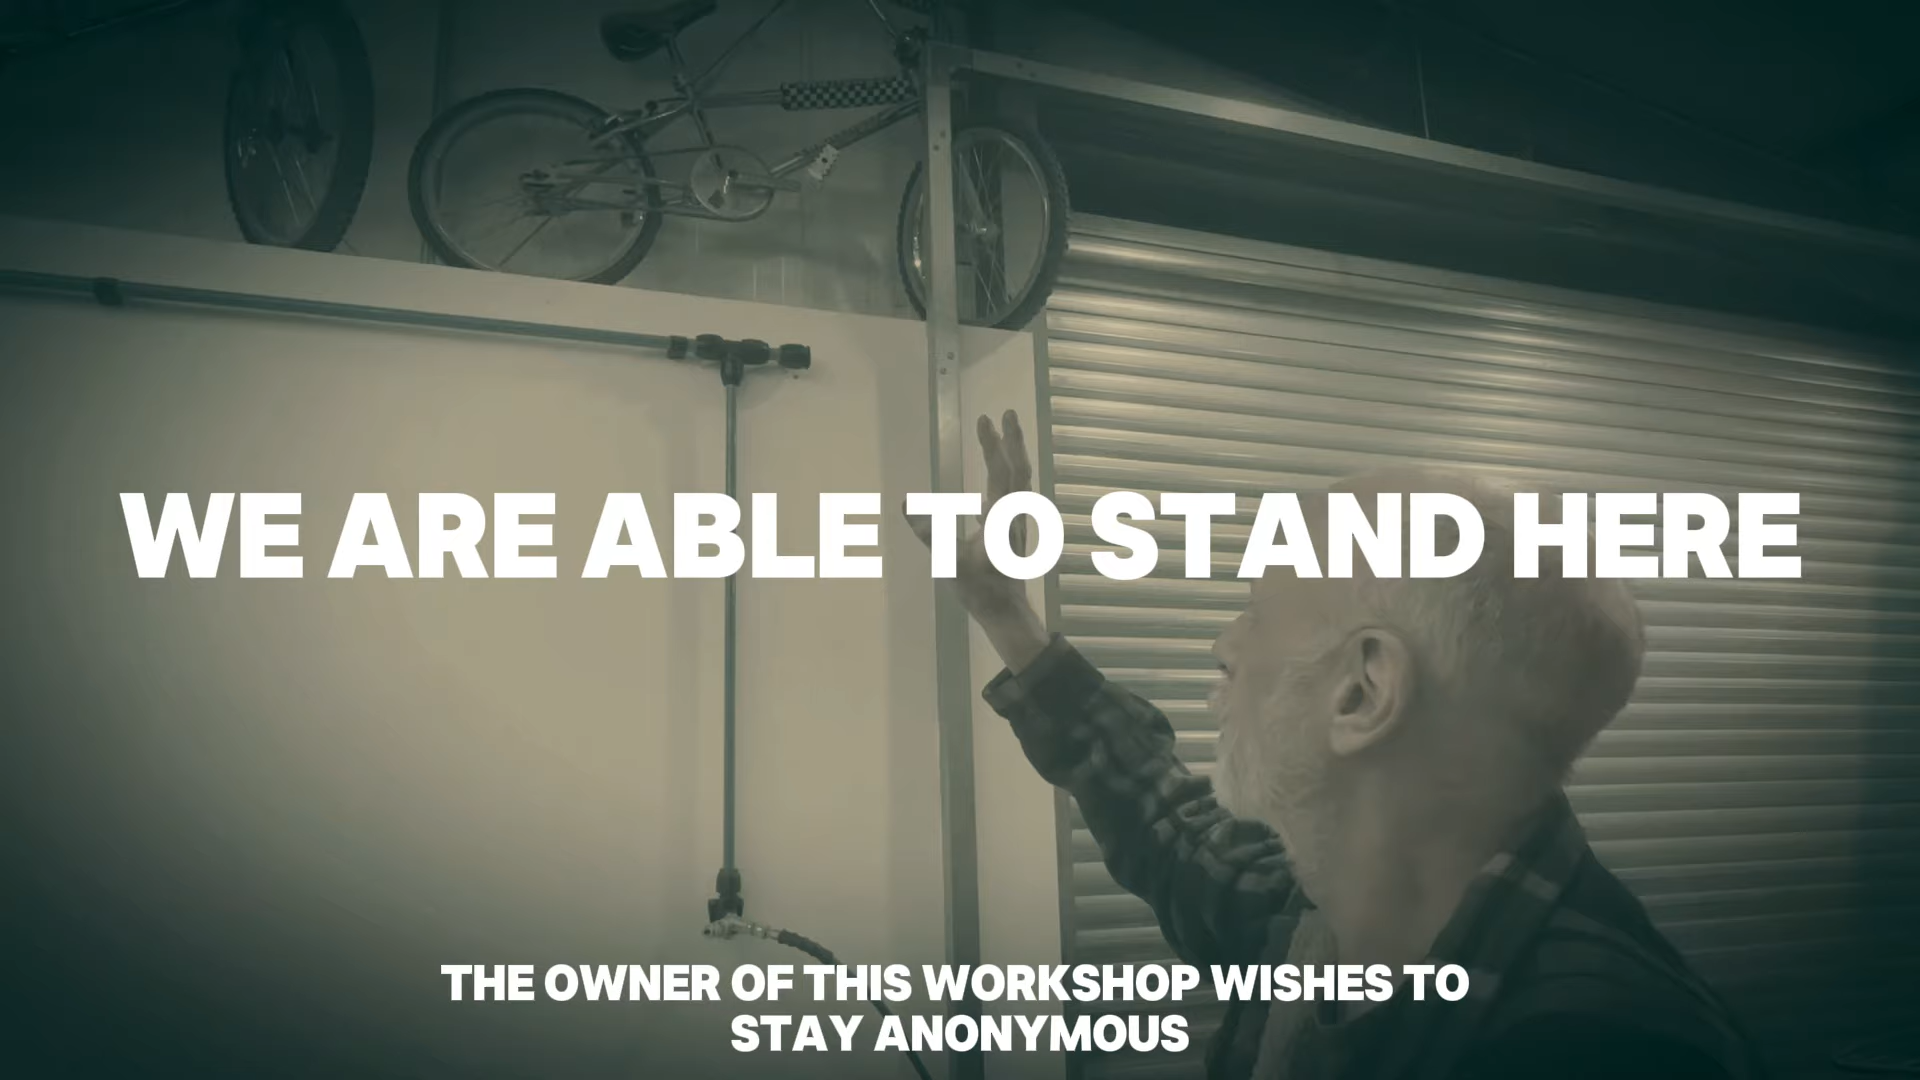 WE ARE ABLE TO STAND HERE
THE OWNER OF THIS WORKSHOP WISHES TO
STAY ANONYMOUS